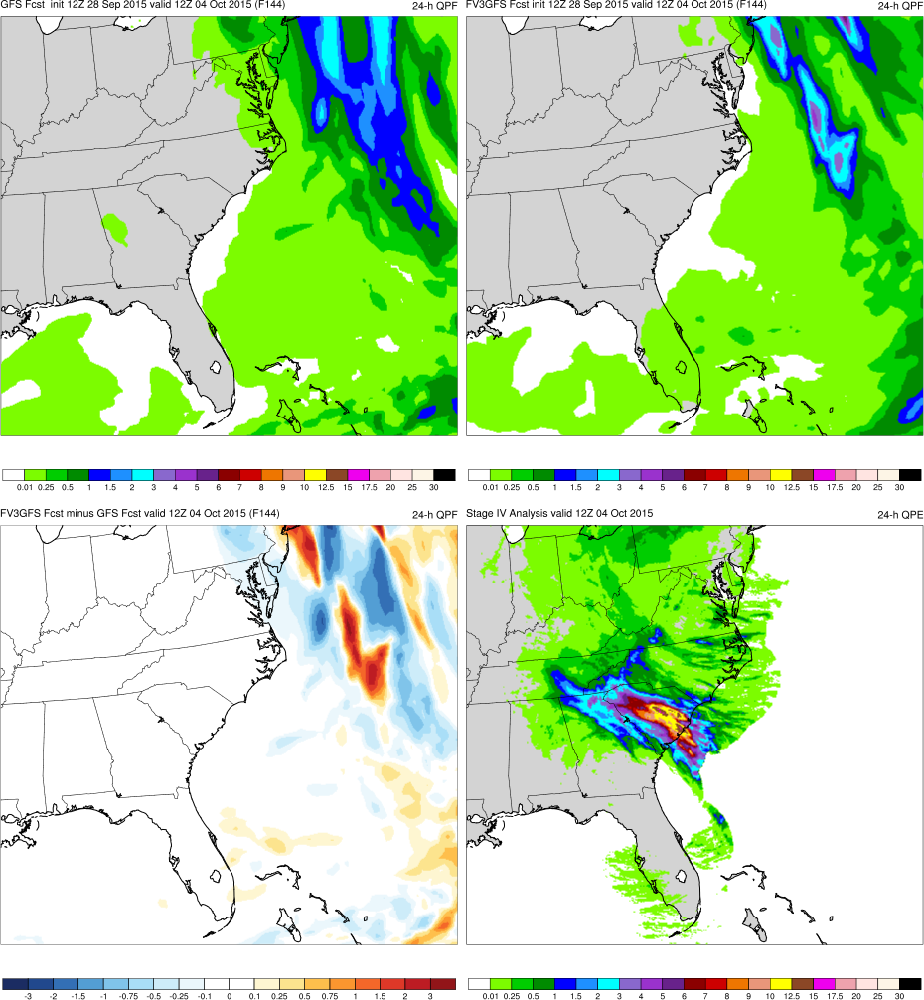 GFS Fcst init 12Z 28 Sep 2015 valid 12Z 04 Oct 2015 (F144) 24-h QPF
FV3GFS Fcst init 12Z 28 Sep 2015 valid 12Z 04 Oct 2015 (F144) 24-h QPF
0.01 0.25 0.5 1 1.5 2 3 4 5 6 7 8 9 10 12.5 15 17.5 20 25 30
0.01 0.25 0.5 1 1.5 2 3 4 5 6 7 8 9 10 12.5 15 17.5 20 25 30
FV3GFS Fcst minus GFS Fcst valid 12Z 04 Oct 2015 (F144) 24-h QPF
Stage IV Analysis valid 12Z 04 Oct 2015 24-h QPE
-3 -2 -1.5 -1 -0.75 -0.5 -0.25 -0.1 0 0.1 0.25 0.5 0.75 1 1.5 2 3
0.01 0.25 0.5 1 1.5 2 3 4 5 6 7 8 9 10 12.5 15 17.5 20 25 30